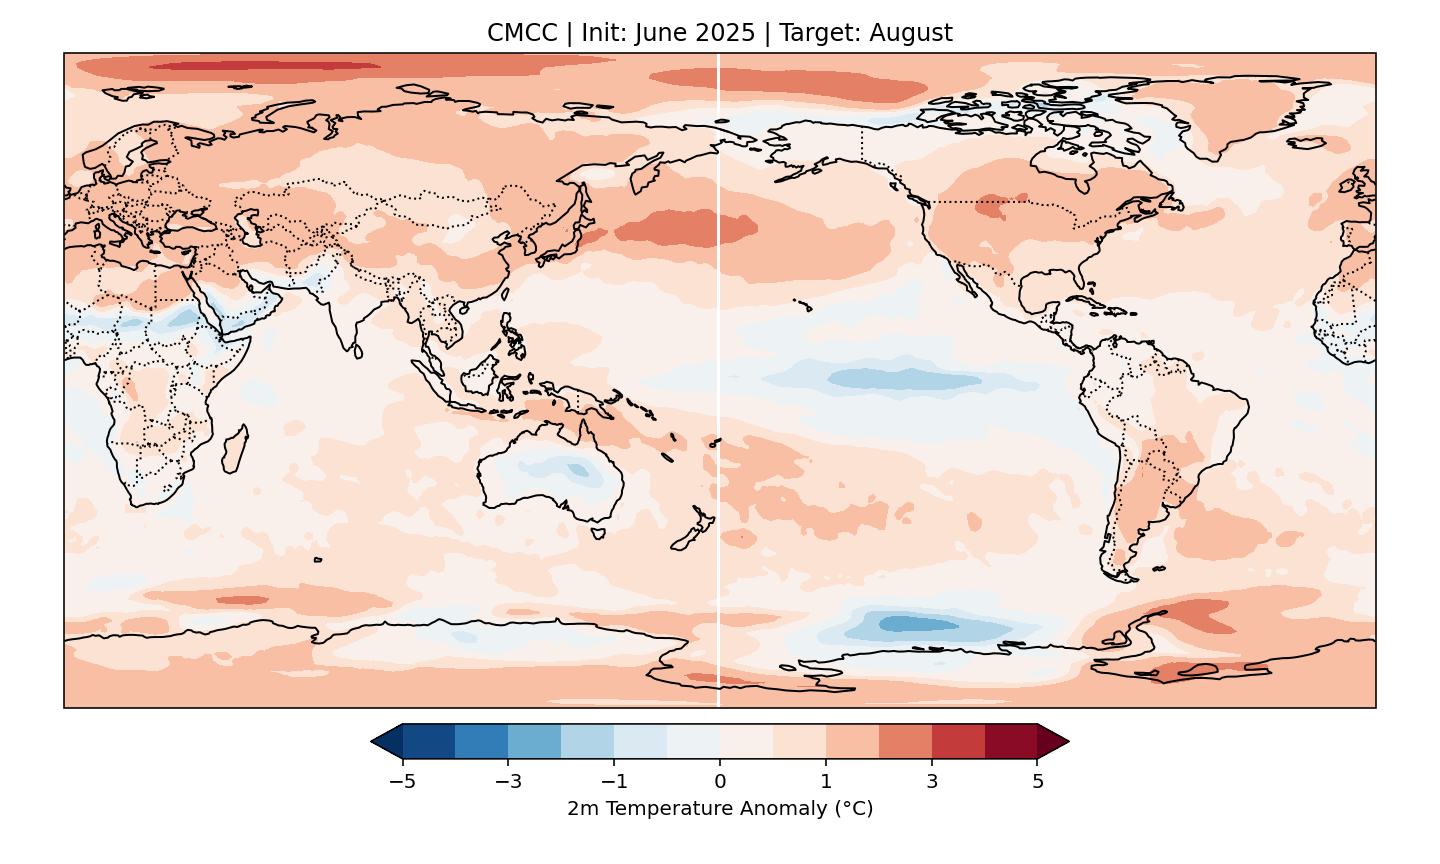 CMCC | Init: June 2025 | Target: August
−5 −3 −1 0 1 3 5
2m Temperature Anomaly (°C)